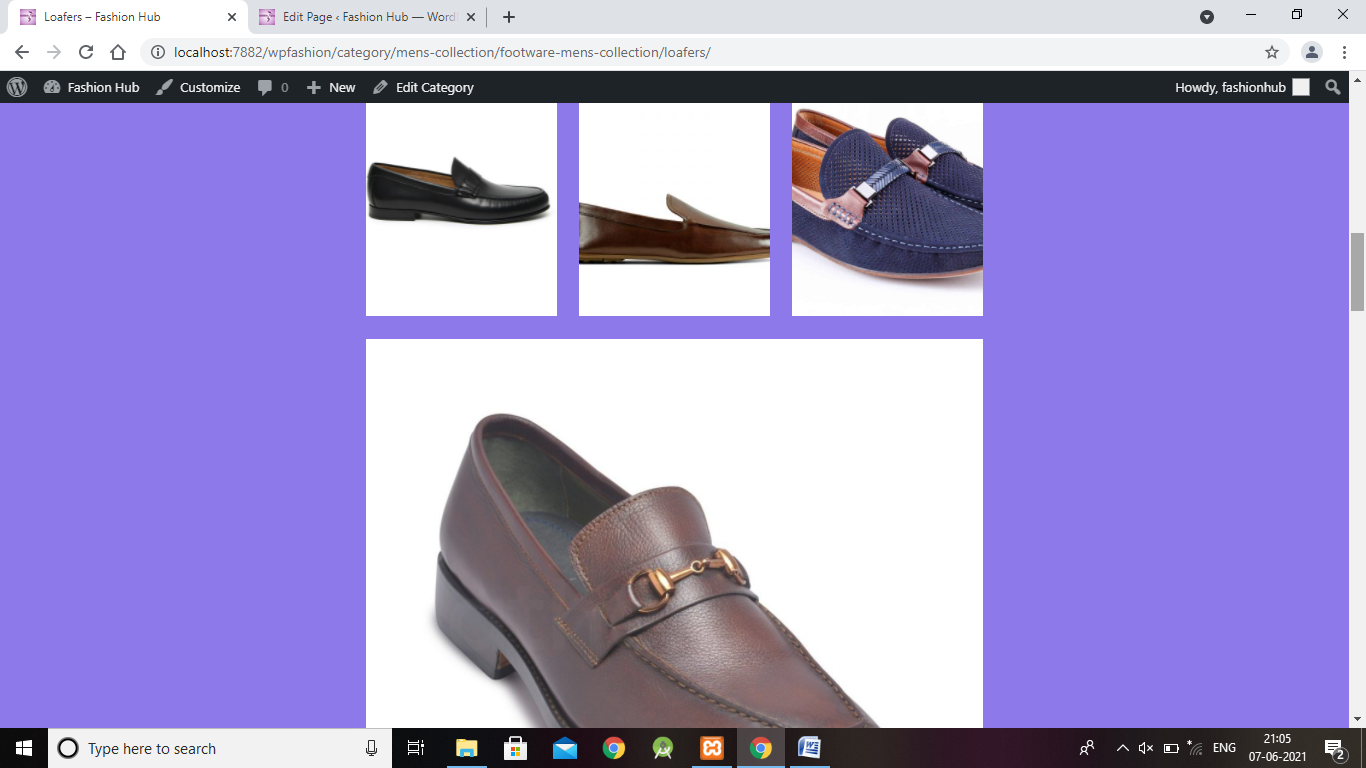 Loafers – Fashion Hub
Edit Page ‹ Fashion Hub — Word
localhost:7882/wpfashion/category/mens-collection/footware-mens-collection/loafers/
Fashion Hub
Customize
0
New
Edit Category
Howdy, fashionhub
Type here to search
ENG
21:05
07-06-2021
2